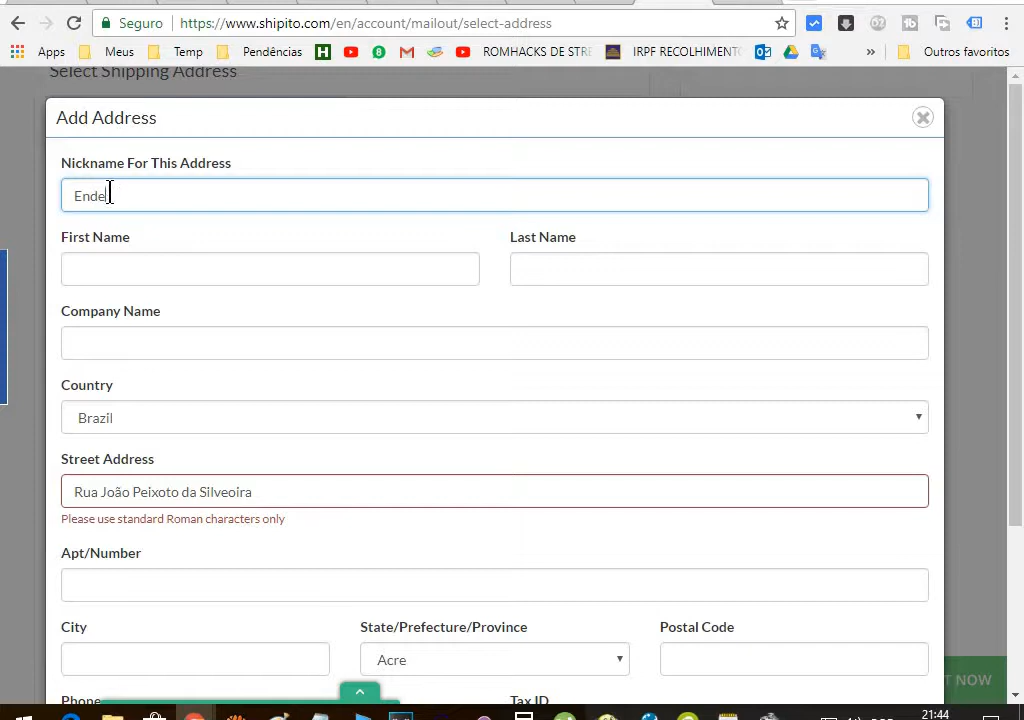 Seguro
https://www.shipito.com/en/account/mailout/select-address
Apps Meus Temp Pendências ROMHACKS DE STRE IRPF RECOLHIMENTO » Outros favoritos
Select Shipping Address
Add Address
Nickname For This Address
Ende
First Name Last Name
Company Name
Country
Brazil
Street Address
Rua João Peixoto da Silveoira
Please use standard Roman characters only
Apt/Number
City State/Prefecture/Province Postal Code
Acre
Phone Tax ID
T NOW
21:44